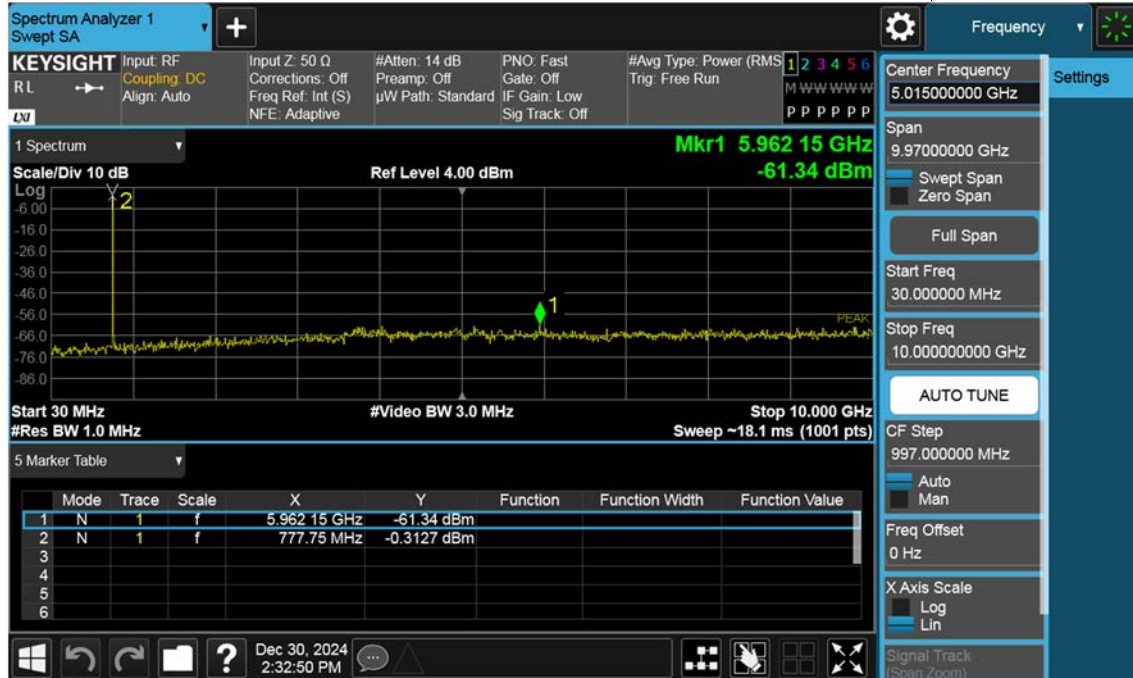 Spectrum Analyzer 1
Swept SA
+
Frequency
KEYSIGHT
R L
LXI
Input: RF
Coupling: DC
Align: Auto
Input Z: 50 Ω
Corrections: Off
Freq Ref: Int (S)
NFE: Adaptive
#Atten: 14 dB
Preamp: Off
µW Path: Standard
PNO: Fast
Gate: Off
IF Gain: Low
Sig Track: Off
#Avg Type: Power (RMS
Trig: Free Run
1 2 3 4 5 6
M W W W W W
P P P P P P
1 Spectrum
Mkr1 5.962 15 GHz
Scale/Div 10 dB
Ref Level 4.00 dBm
-61.34 dBm
Log
2
-6.00
-16.0
-26.0
-36.0
-46.0
1
-56.0
PEAK
-66.0
-76.0
-86.0
Start 30 MHz
#Video BW 3.0 MHz
Stop 10.000 GHz
#Res BW 1.0 MHz
Sweep ~18.1 ms (1001 pts)
5 Marker Table
Mode Trace Scale X Y Function Function Width Function Value
1 N 1 f 5.962 15 GHz -61.34 dBm
2 N 1 f 777.75 MHz -0.3127 dBm
3
4
5
6
?
Dec 30, 2024
2:32:50 PM
Center Frequency
5.015000000 GHz
Settings
Span
9.97000000 GHz
Swept Span
Zero Span
Full Span
Start Freq
30.000000 MHz
Stop Freq
10.000000000 GHz
AUTO TUNE
CF Step
997.000000 MHz
Auto
Man
Freq Offset
0 Hz
X Axis Scale
Log
Lin
Signal Track
(Span Zoom)